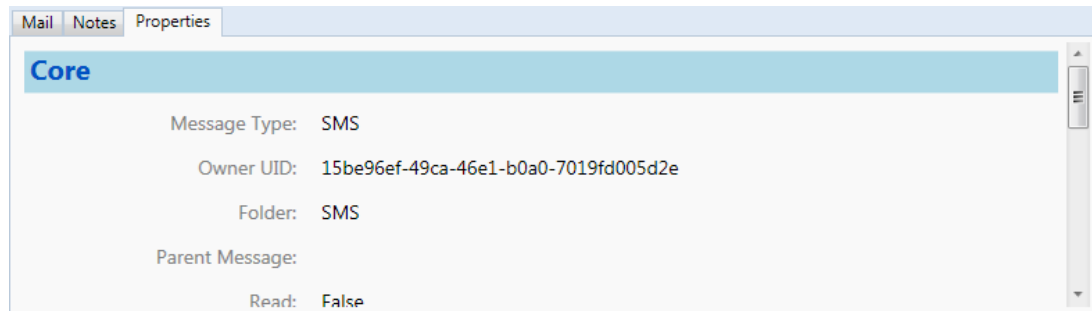 Mail Notes Properties
Core
Message Type: SMS
Owner UID: 15be96ef-49ca-46e1-b0a0-7019fd005d2e
Folder: SMS
Parent Message:
Read: False